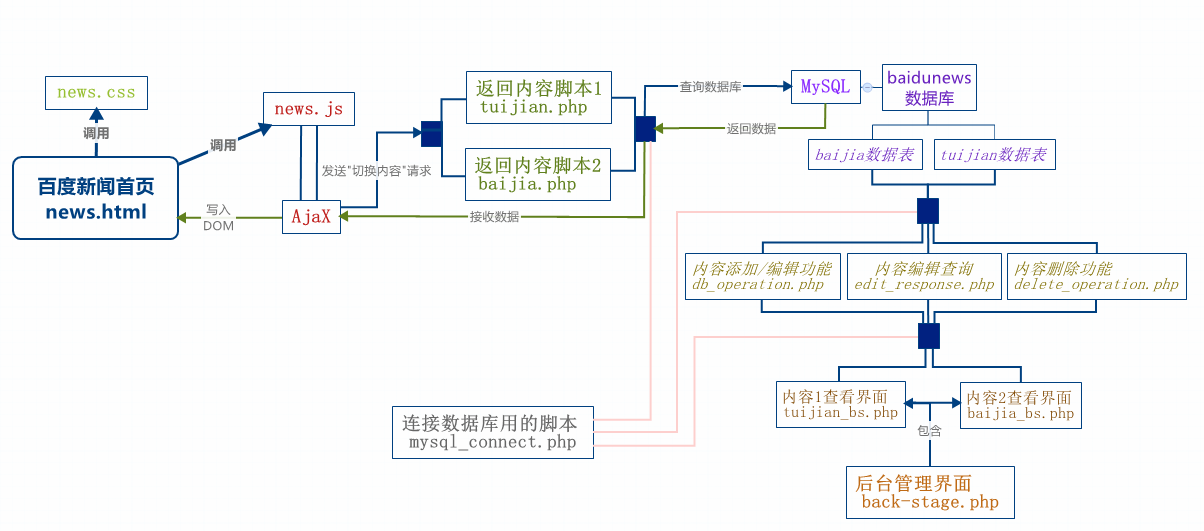 news.css
调用
百度新闻首页
news.html
调用
news.js
AjaX
写入
DOM
发送"切换内容"请求
返回内容脚本1
tuijian.php
返回内容脚本2
baijia.php
接收数据
查询数据库
返回数据
MySQL
baidunews
数据库
baijia数据表
tuijian数据表
内容添加/编辑功能
db_operation.php
内容编辑查询
edit_response.php
内容删除功能
delete_operation.php
内容1查看界面
tuijian_bs.php
内容2查看界面
baijia_bs.php
包含
连接数据库用的脚本
mysql_connect.php
后台管理界面
back-stage.php